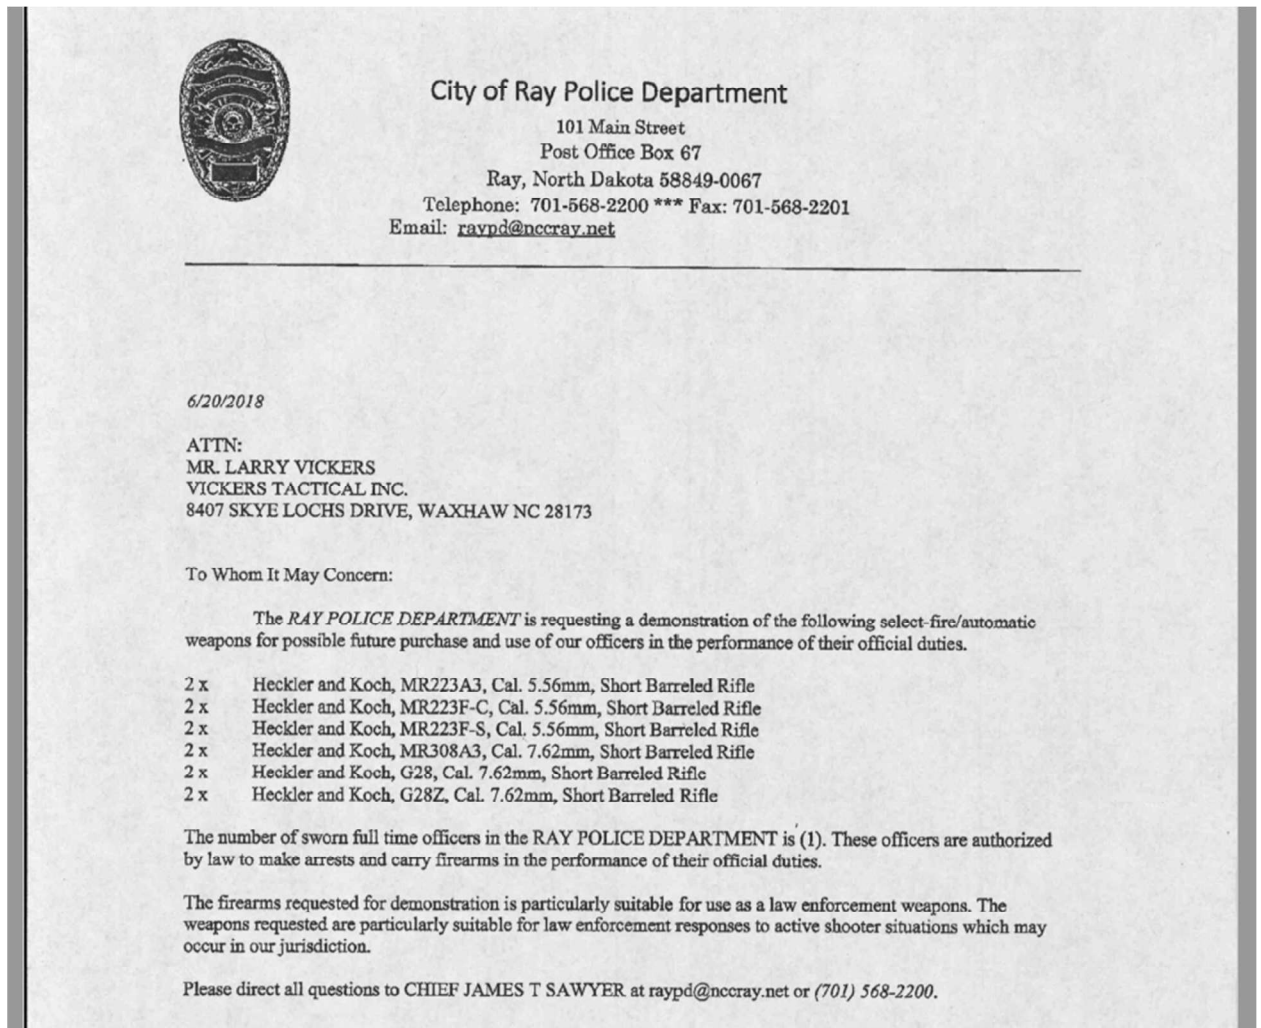 City of Ray Police Department
101 Main Street
Post Office Box 67
Ray, North Dakota 58849-0067
Telephone: 701-568-2200 *** Fax: 701-568-2201
Email: raypd@nccray.net
6/20/2018
ATTN:
MR. LARRY VICKERS
VICKERS TACTICAL INC.
8407 SKYE LOCHS DRIVE, WAXHAW NC 28173
To Whom It May Concern:
The RAY POLICE DEPARTMENT is requesting a demonstration of the following select-fire/automatic
weapons for possible future purchase and use of our officers in the performance of their official duties.
2 x Heckler and Koch, MR223A3, Cal. 5.56mm, Short Barreled Rifle
2 x Heckler and Koch, MR223F-C, Cal. 5.56mm, Short Barreled Rifle
2 x Heckler and Koch, MR223F-S, Cal. 5.56mm, Short Barreled Rifle
2 x Heckler and Koch, MR308A3, Cal. 7.62mm, Short Barreled Rifle
2 x Heckler and Koch, G28, Cal. 7.62mm, Short Barreled Rifle
2 x Heckler and Koch, G28Z, Cal. 7.62mm, Short Barreled Rifle
The number of sworn full time officers in the RAY POLICE DEPARTMENT is (1). These officers are authorized
by law to make arrests and carry firearms in the performance of their official duties.
The firearms requested for demonstration is particularly suitable for use as a law enforcement weapons. The
weapons requested are particularly suitable for law enforcement responses to active shooter situations which may
occur in our jurisdiction.
Please direct all questions to CHIEF JAMES T SAWYER at raypd@nccray.net or (701) 568-2200.